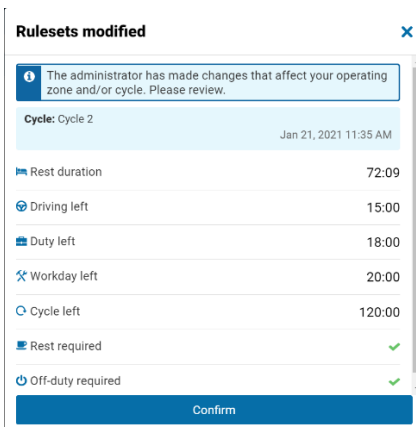 Rulesets modified
The administrator has made changes that affect your operating
zone and/or cycle. Please review.
Cycle: Cycle 2
Jan 21, 2021 11:35 AM
Rest duration 72:09
Driving left 15:00
Duty left 18:00
Workday left 20:00
Cycle left 120:00
Rest required
Off-duty required
Confirm